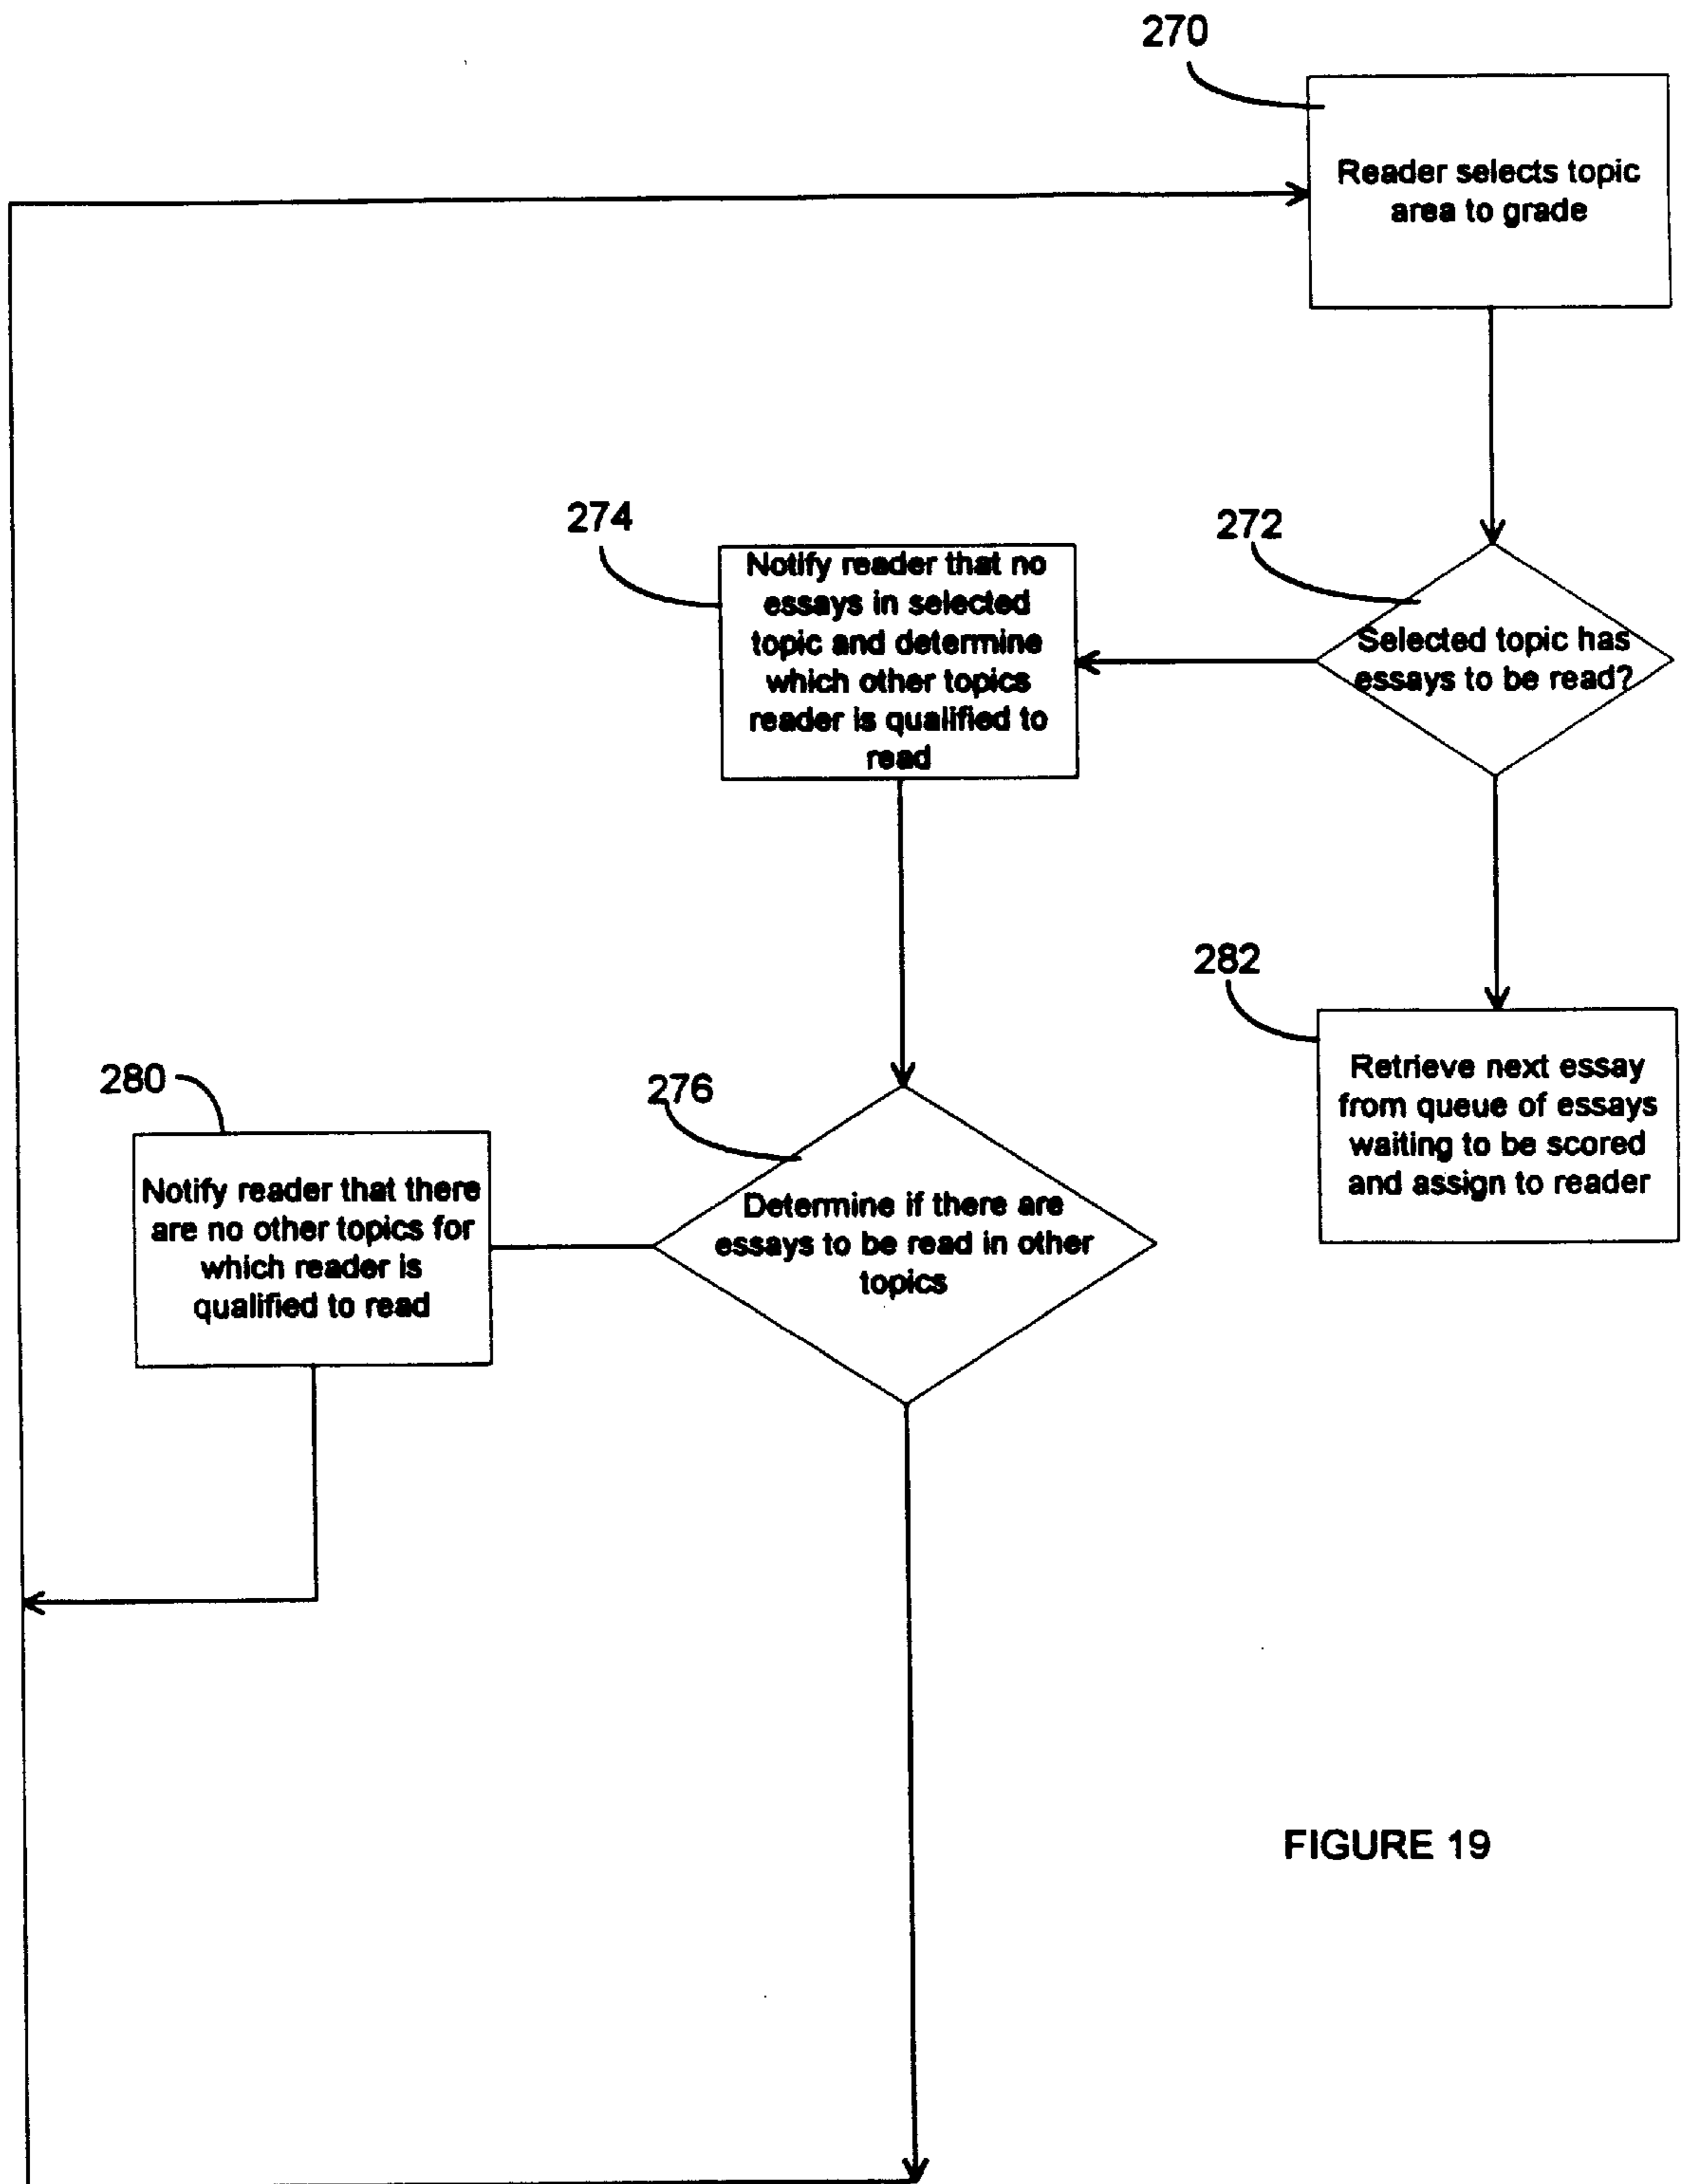 270
Reader selects topic
area to grade
274
Notify reader that no
essays in selected
topic and determine
which other topics
reader is qualified to
read
272
Selected topic has
essays to be read?
282
Retrieve next essay
from queue of essays
waiting to be scored
and assign to reader
280
Notify reader that there
are no other topics for
which reader is
qualified to read
276
Determine if there are
essays to be read in other
topics
FIGURE 19